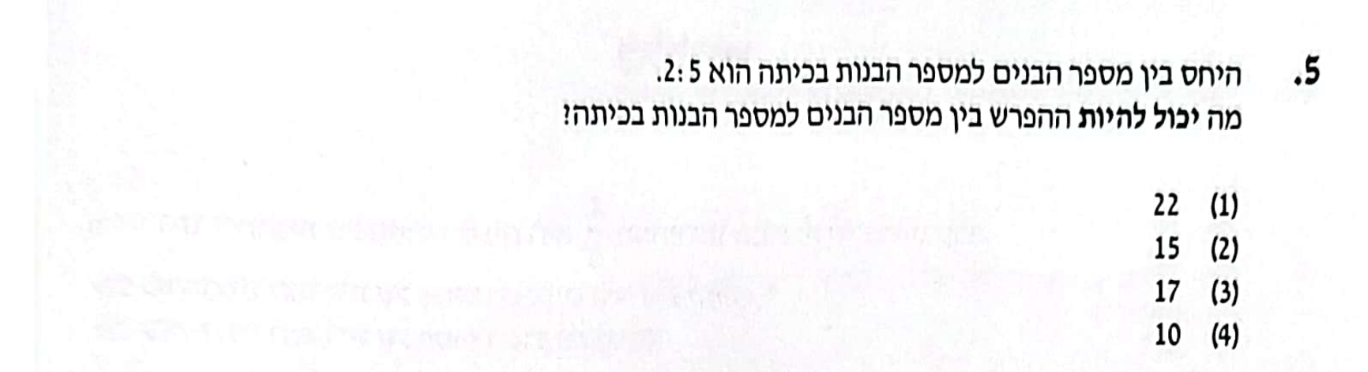 5. היחס בין מספר הבנים למספר הבנות בכיתה הוא 2:5.
מה יכול להיות ההפרש בין מספר הבנים למספר הבנות בכיתה?
(1) 22
(2) 15
(3) 17
(4) 10